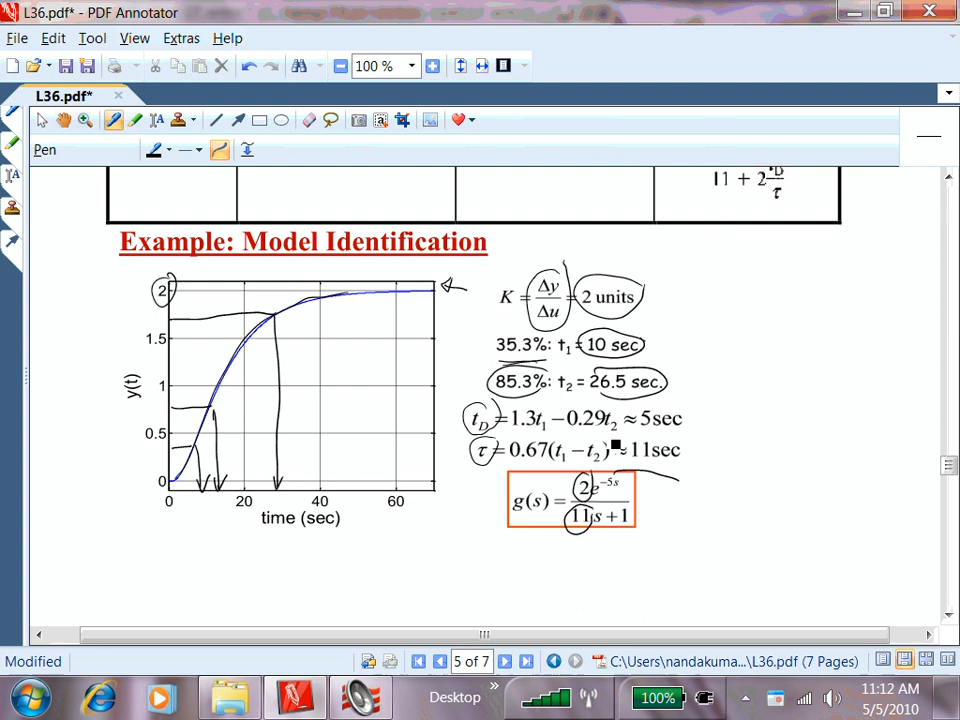 L36.pdf* - PDF Annotator
File Edit Tool View Extras Help
100 %
L36.pdf*
Pen
11 + 2 tD/τ
Example: Model Identification
2
1.5
1
0.5
0
y(t)
0 20 40 60
time (sec)
K = Δy/Δu = 2 units
35.3%: t₁ = 10 sec.
85.3%: t₂ = 26.5 sec.
t_D = 1.3t₁ − 0.29t₂ ≈ 5sec
τ = 0.67(t₁ − t₂) ≈ 11sec
g(s) = 2e^−5s / 11s + 1
Modified
5 of 7
C:\Users\nandakuma...\L36.pdf (7 Pages)
Desktop
»
100%
11:12 AM
5/5/2010